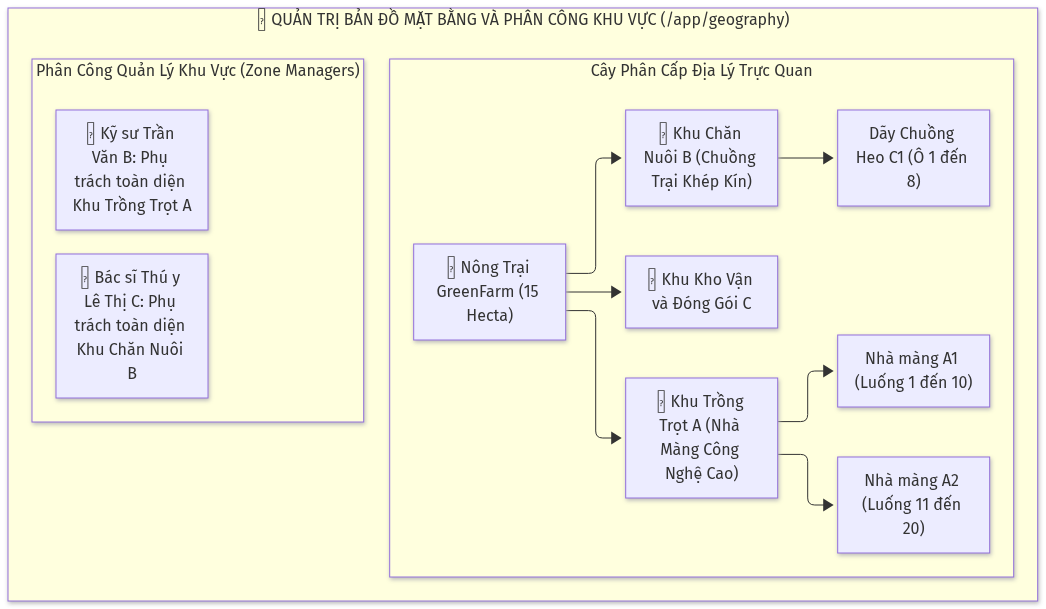 QUẢN TRỊ BẢN ĐỒ MẶT BẰNG VÀ PHÂN CÔNG KHU VỰC (/app/geography)
Phân Công Quản Lý Khu Vực (Zone Managers)
Kỹ sư Trần
Văn B: Phụ
trách toàn diện
Khu Trồng Trọt A
Bác sĩ Thú y
Lê Thị C: Phụ
trách toàn diện
Khu Chăn Nuôi
B
Cây Phân Cấp Địa Lý Trực Quan
Nông Trại
GreenFarm (15
Hecta)
Khu Chăn
Nuôi B (Chuồng
Trại Khép Kín)
Dãy Chuồng
Heo C1 (Ô 1 đến
8)
Khu Kho Vận
và Đóng Gói C
Khu Trồng
Trọt A (Nhà
Màng Công
Nghệ Cao)
Nhà màng A1
(Luống 1 đến 10)
Nhà màng A2
(Luống 11 đến
20)